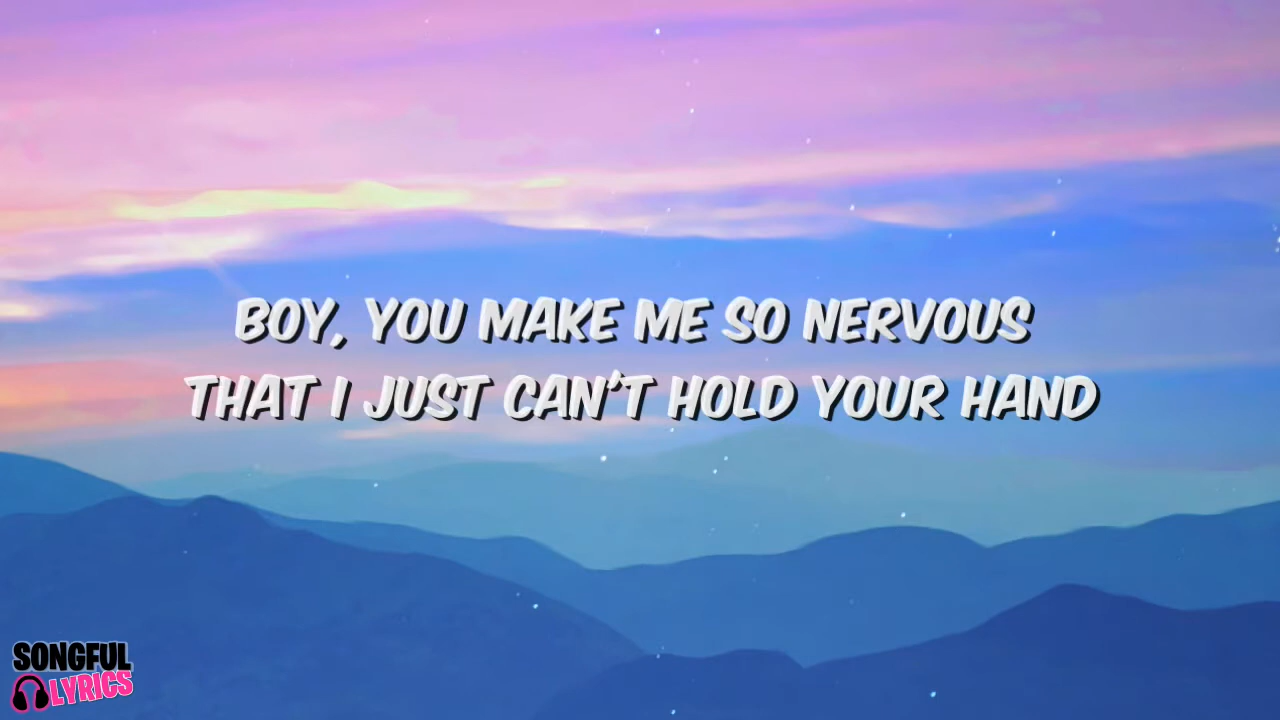 BOY, YOU MAKE ME SO NERVOUS
THAT I JUST CAN'T HOLD YOUR HAND
SONGFUL
LYRICS